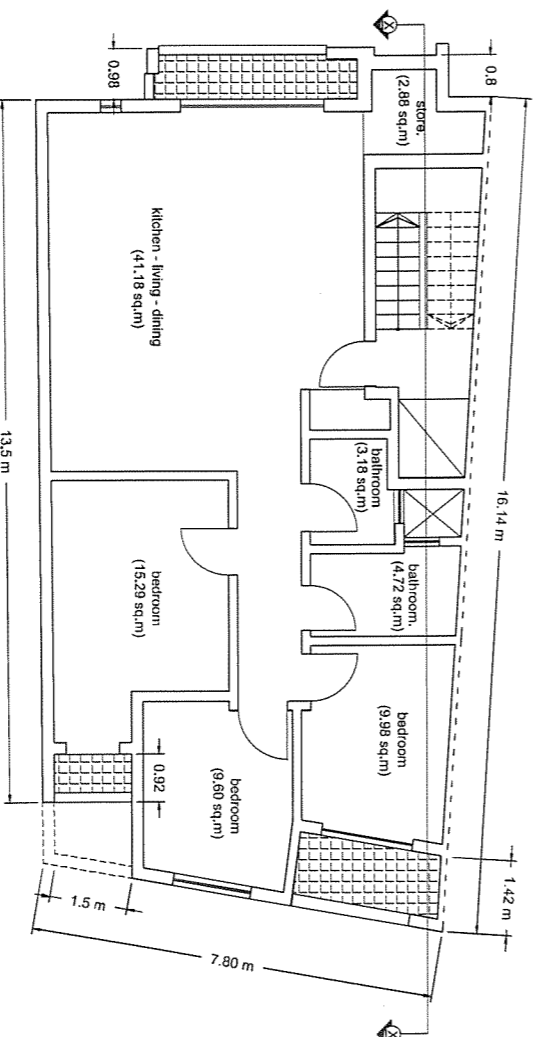 X
0.98
0.8
store.
(2.88 sq.m)
kitchen - living - dining
(41.18 sq.m)
16.14 m
13.5 m
bathroom
(3.18 sq.m)
bathroom.
(4.72 sq.m)
bedroom
(15.29 sq.m)
bedroom
(9.98 sq.m)
bedroom
(9.60 sq.m)
0.92
1.42 m
1.5 m
7.80 m
X